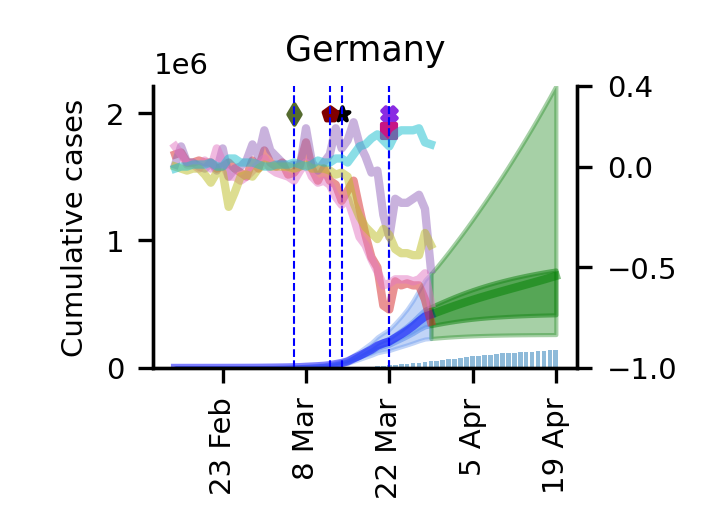 Germany
1e6
Cumulative cases
2
1
0
0.4
0.0
−0.5
−1.0
23 Feb
8 Mar
22 Mar
5 Apr
19 Apr